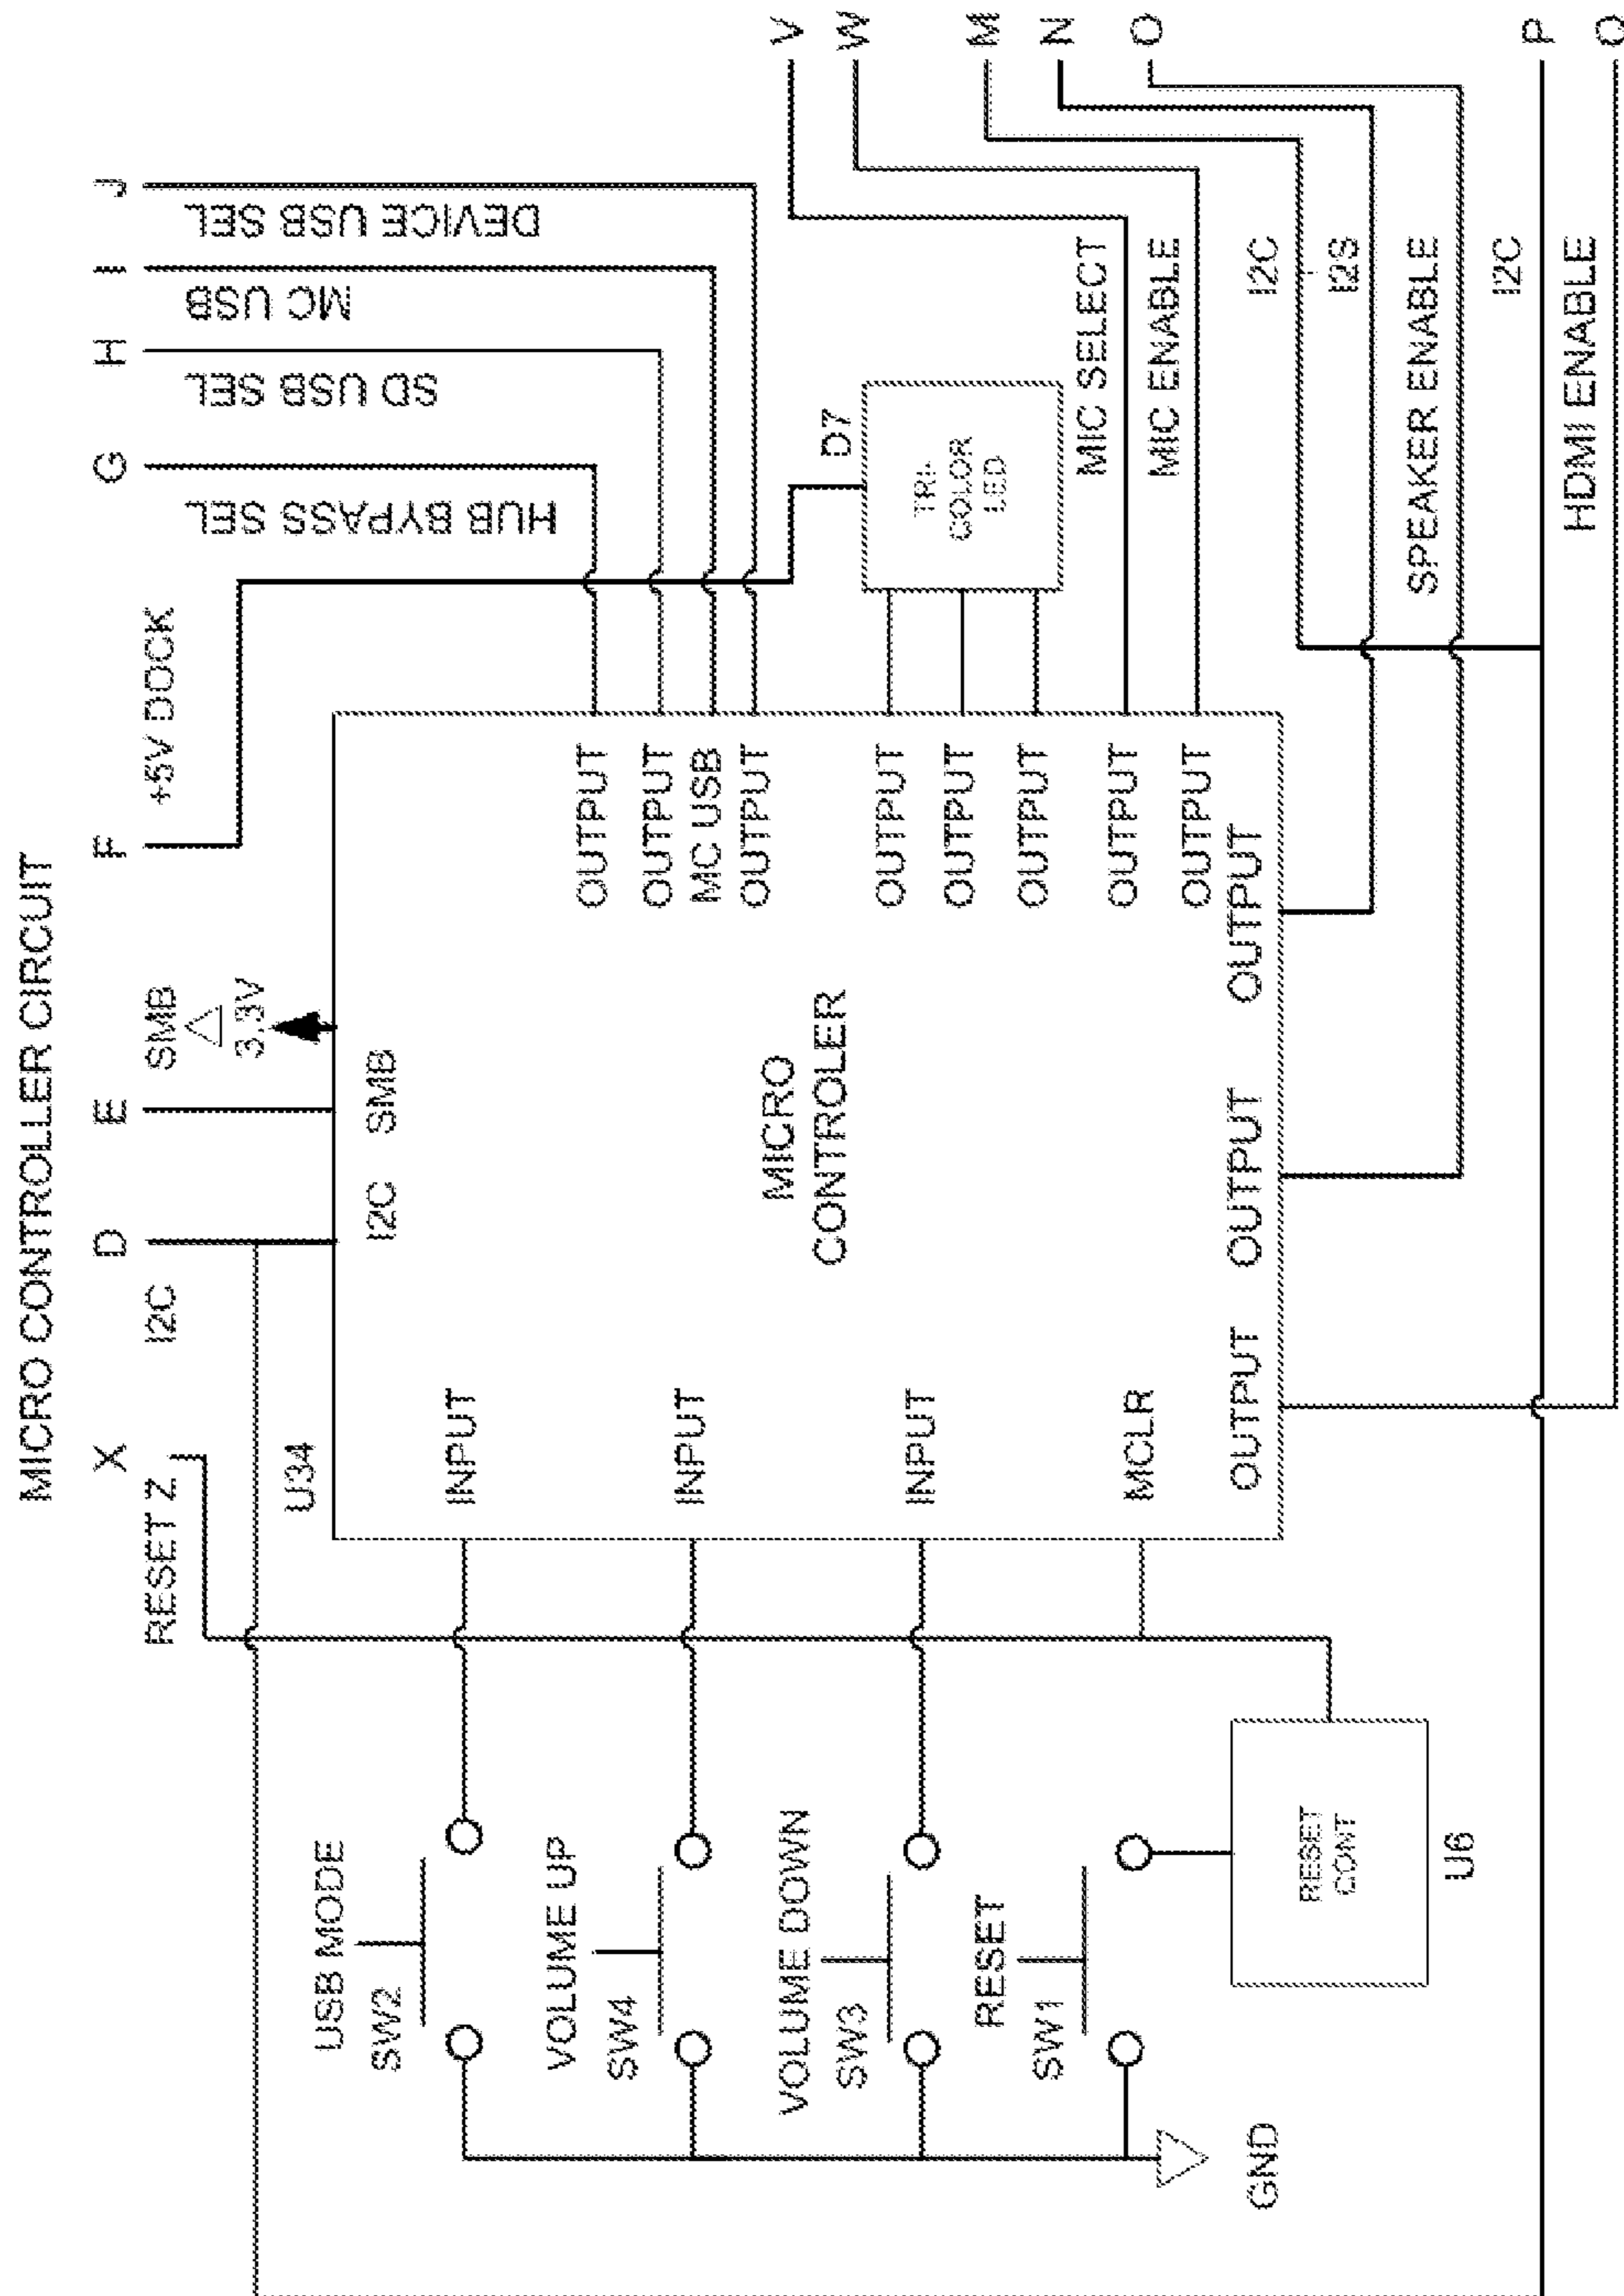 MICRO CONTROLLER CIRCUIT
X
D
E
F
G
H
I
J
RESET Z
I2C
SMB
3.3V
+5V DOCK
HUB BYPASS SEL
SD USB SEL
MC USB
DEVICE USB SEL
U34
I2C
SMB
USB MODE
SW2
INPUT
VOLUME UP
SW4
INPUT
VOLUME DOWN
SW3
INPUT
RESET
SW1
MCLR
GND
RESET
CONT
U6
MICRO
CONTROLLER
OUTPUT
OUTPUT
MC USB
OUTPUT
OUTPUT
OUTPUT
OUTPUT
OUTPUT
OUTPUT
OUTPUT
OUTPUT
OUTPUT
D7
TRI-
COLOR
LED
MIC SELECT
MIC ENABLE
I2C
I2S
SPEAKER ENABLE
I2C
HDMI ENABLE
V
W
M
N
O
P
Q